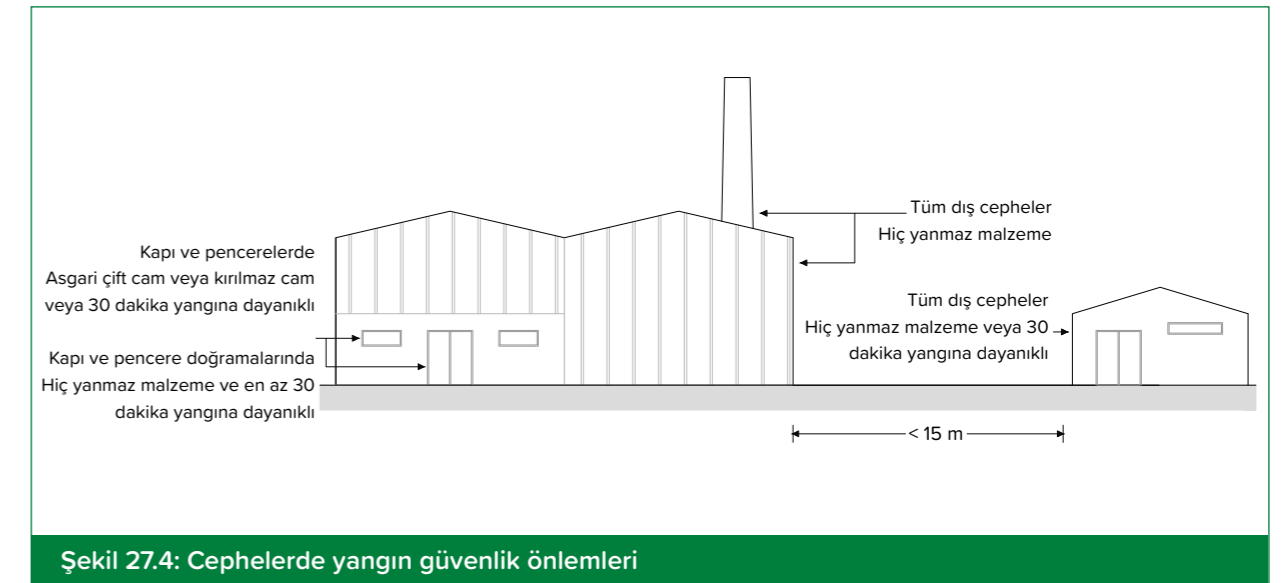 Kapı ve pencerelerde
Asgari çift cam veya kırılmaz cam
veya 30 dakika yangına dayanıklı
Kapı ve pencere doğramalarında
Hiç yanmaz malzeme ve en az 30
dakika yangına dayanıklı
Tüm dış cepheler
Hiç yanmaz malzeme
Tüm dış cepheler
Hiç yanmaz malzeme veya 30
dakika yangına dayanıklı
< 15 m
Şekil 27.4: Cephelerde yangın güvenlik önlemleri